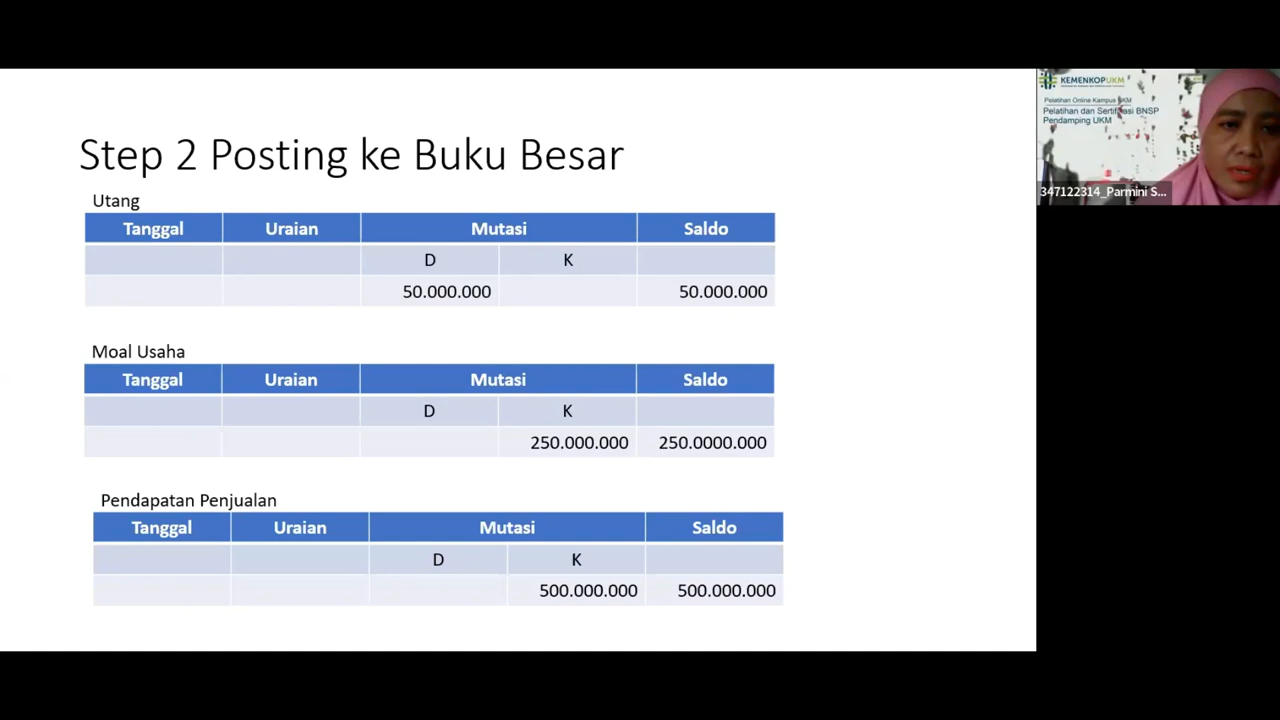 Step 2 Posting ke Buku Besar
Utang
Tanggal Uraian Mutasi Saldo
D K
50.000.000 50.000.000
Moal Usaha
Tanggal Uraian Mutasi Saldo
D K
250.000.000 250.0000.000
Pendapatan Penjualan
Tanggal Uraian Mutasi Saldo
D K
500.000.000 500.000.000
KEMENKOPUKM
Pelatihan Online Kampus UKM
Pelatihan dan Sertifikasi BNSP
Pendamping UKM
347122314_Parmini S...